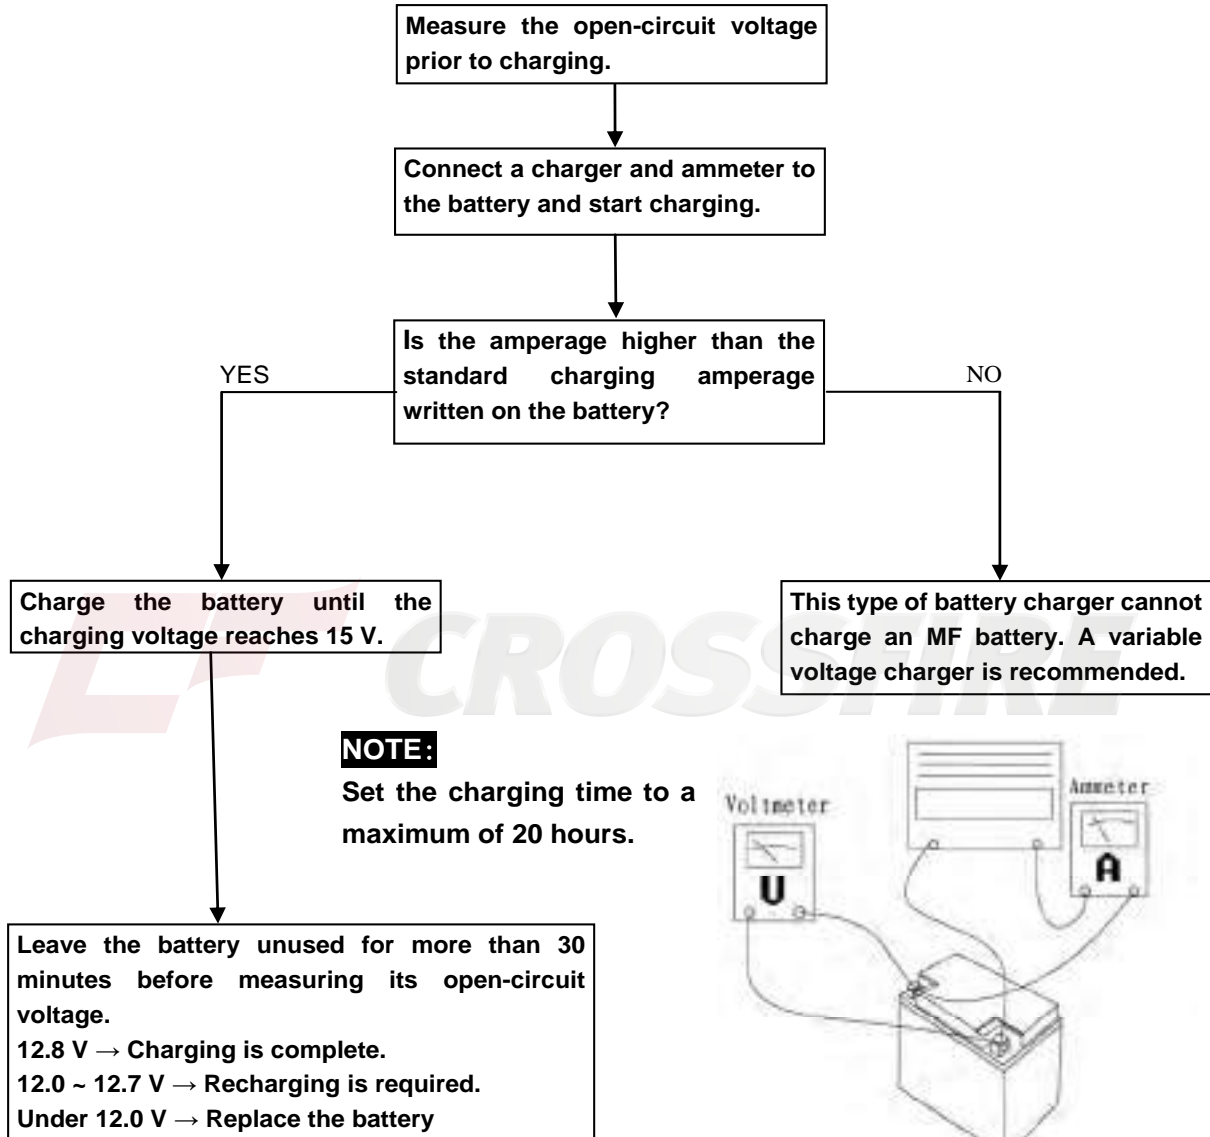 Measure the open-circuit voltage
prior to charging.
Connect a charger and ammeter to
the battery and start charging.
Is the amperage higher than the
standard charging amperage
written on the battery?
YES
NO
Charge the battery until the
charging voltage reaches 15 V.
This type of battery charger cannot
charge an MF battery. A variable
voltage charger is recommended.
CROSSFIRE
NOTE:
Set the charging time to a
maximum of 20 hours.
Voltmeter
Ammeter
U
A
Leave the battery unused for more than 30
minutes before measuring its open-circuit
voltage.
12.8 V → Charging is complete.
12.0 ~ 12.7 V → Recharging is required.
Under 12.0 V → Replace the battery